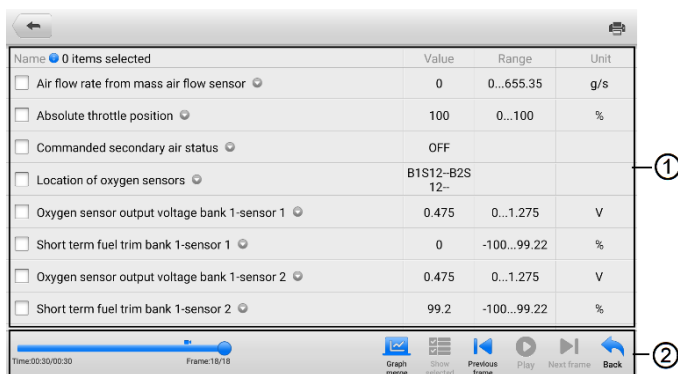 Name 0 items selected Value Range Unit
Air flow rate from mass air flow sensor 0 0...655.35 g/s
Absolute throttle position 100 0...100 %
Commanded secondary air status OFF
Location of oxygen sensors B1S12--B2S
12--
Oxygen sensor output voltage bank 1-sensor 1 0.475 0...1.275 V
Short term fuel trim bank 1-sensor 1 0 -100...99.22 %
Oxygen sensor output voltage bank 1-sensor 2 0.475 0...1.275 V
Short term fuel trim bank 1-sensor 2 99.2 -100...99.22 %
①
②
Time:00:30/00:30 Frame:18/18
Graph
merge
Show
selected
Previous
frame
Play
Next frame
Back